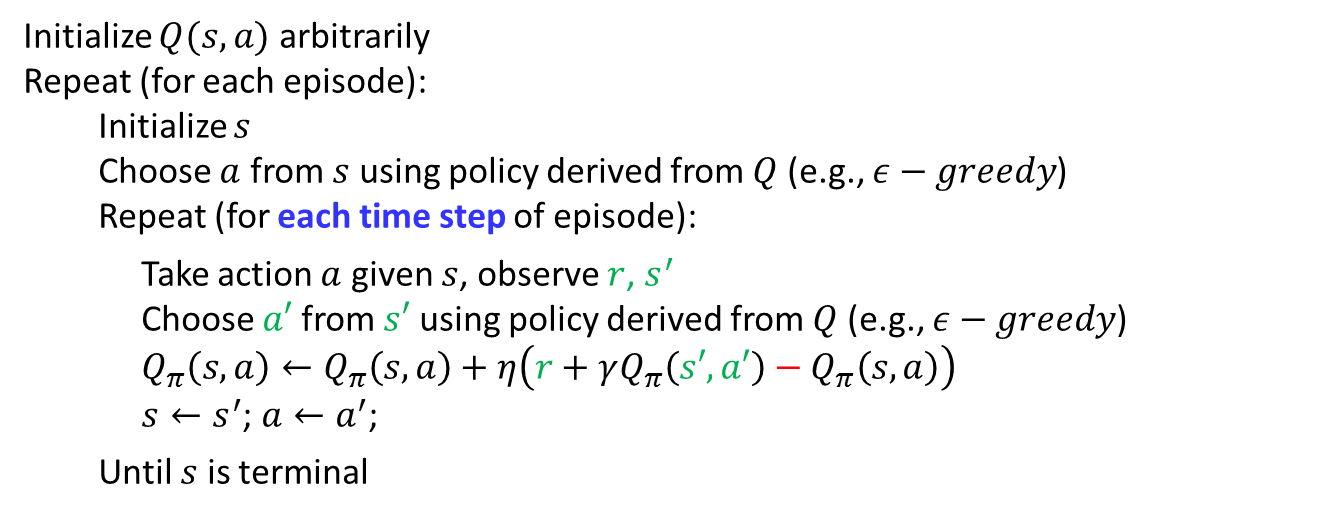 Initialize Q(s, a) arbitrarily
Repeat (for each episode):
Initialize s
Choose a from s using policy derived from Q (e.g., ϵ − greedy)
Repeat (for each time step of episode):
Take action a given s, observe r, s′
Choose a′ from s′ using policy derived from Q (e.g., ϵ − greedy)
Qπ(s, a) ← Qπ(s, a) + η(r + γQπ(s′, a′) − Qπ(s, a))
s ← s′; a ← a′;
Until s is terminal